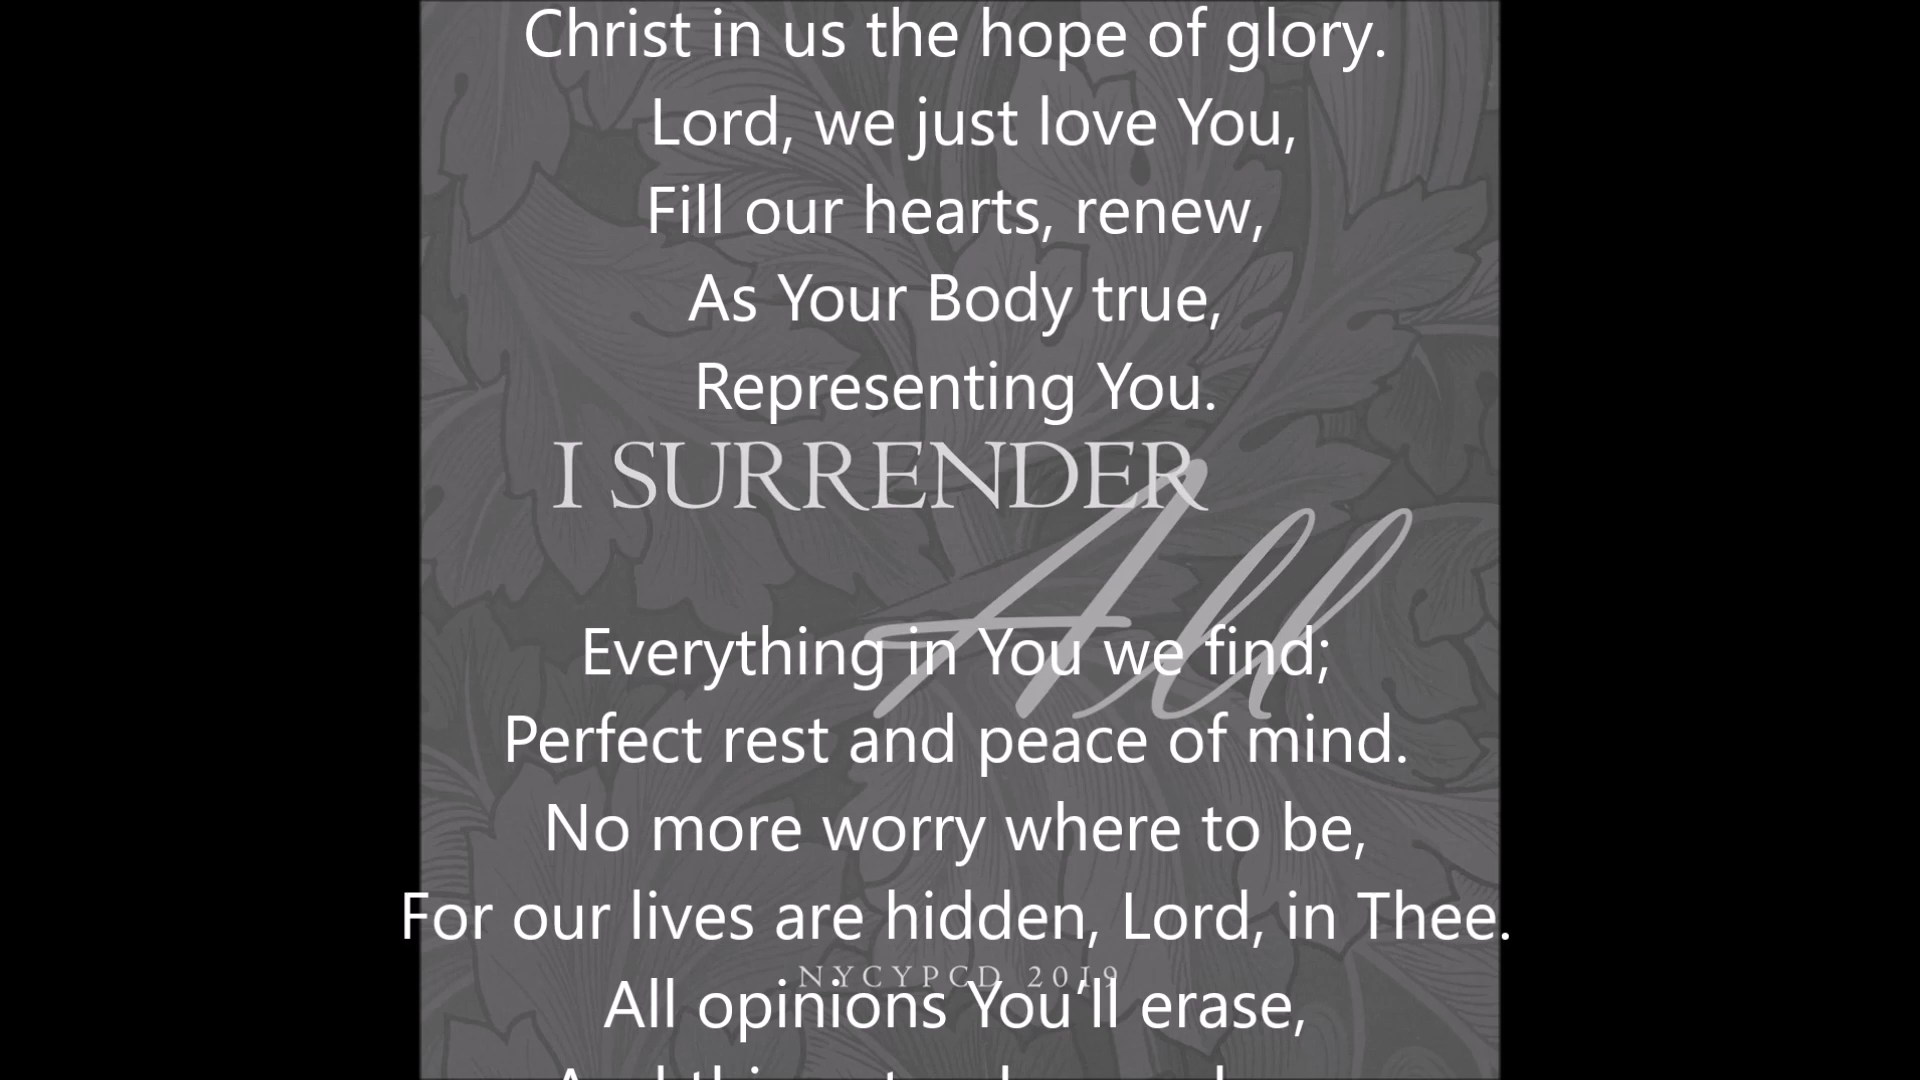 Christ in us the hope of glory.
Lord, we just love You,
Fill our hearts, renew,
As Your Body true,
Representing You.
I SURRENDER
All
Everything in You we find;
Perfect rest and peace of mind.
No more worry where to be,
For our lives are hidden, Lord, in Thee.
NYCYPCD 2019
All opinions You’ll erase,